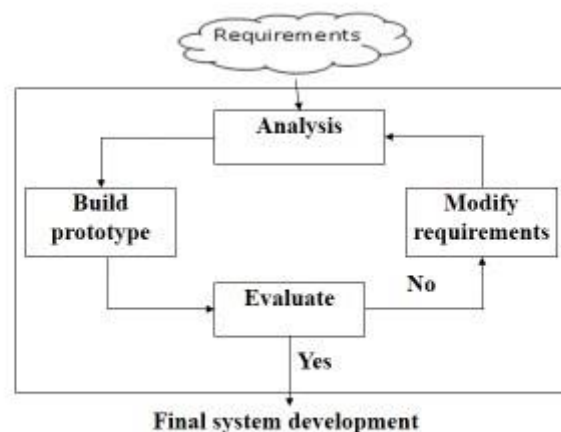 Requirements
Analysis
Build
prototype
Modify
requirements
Evaluate
No
Yes
Final system development